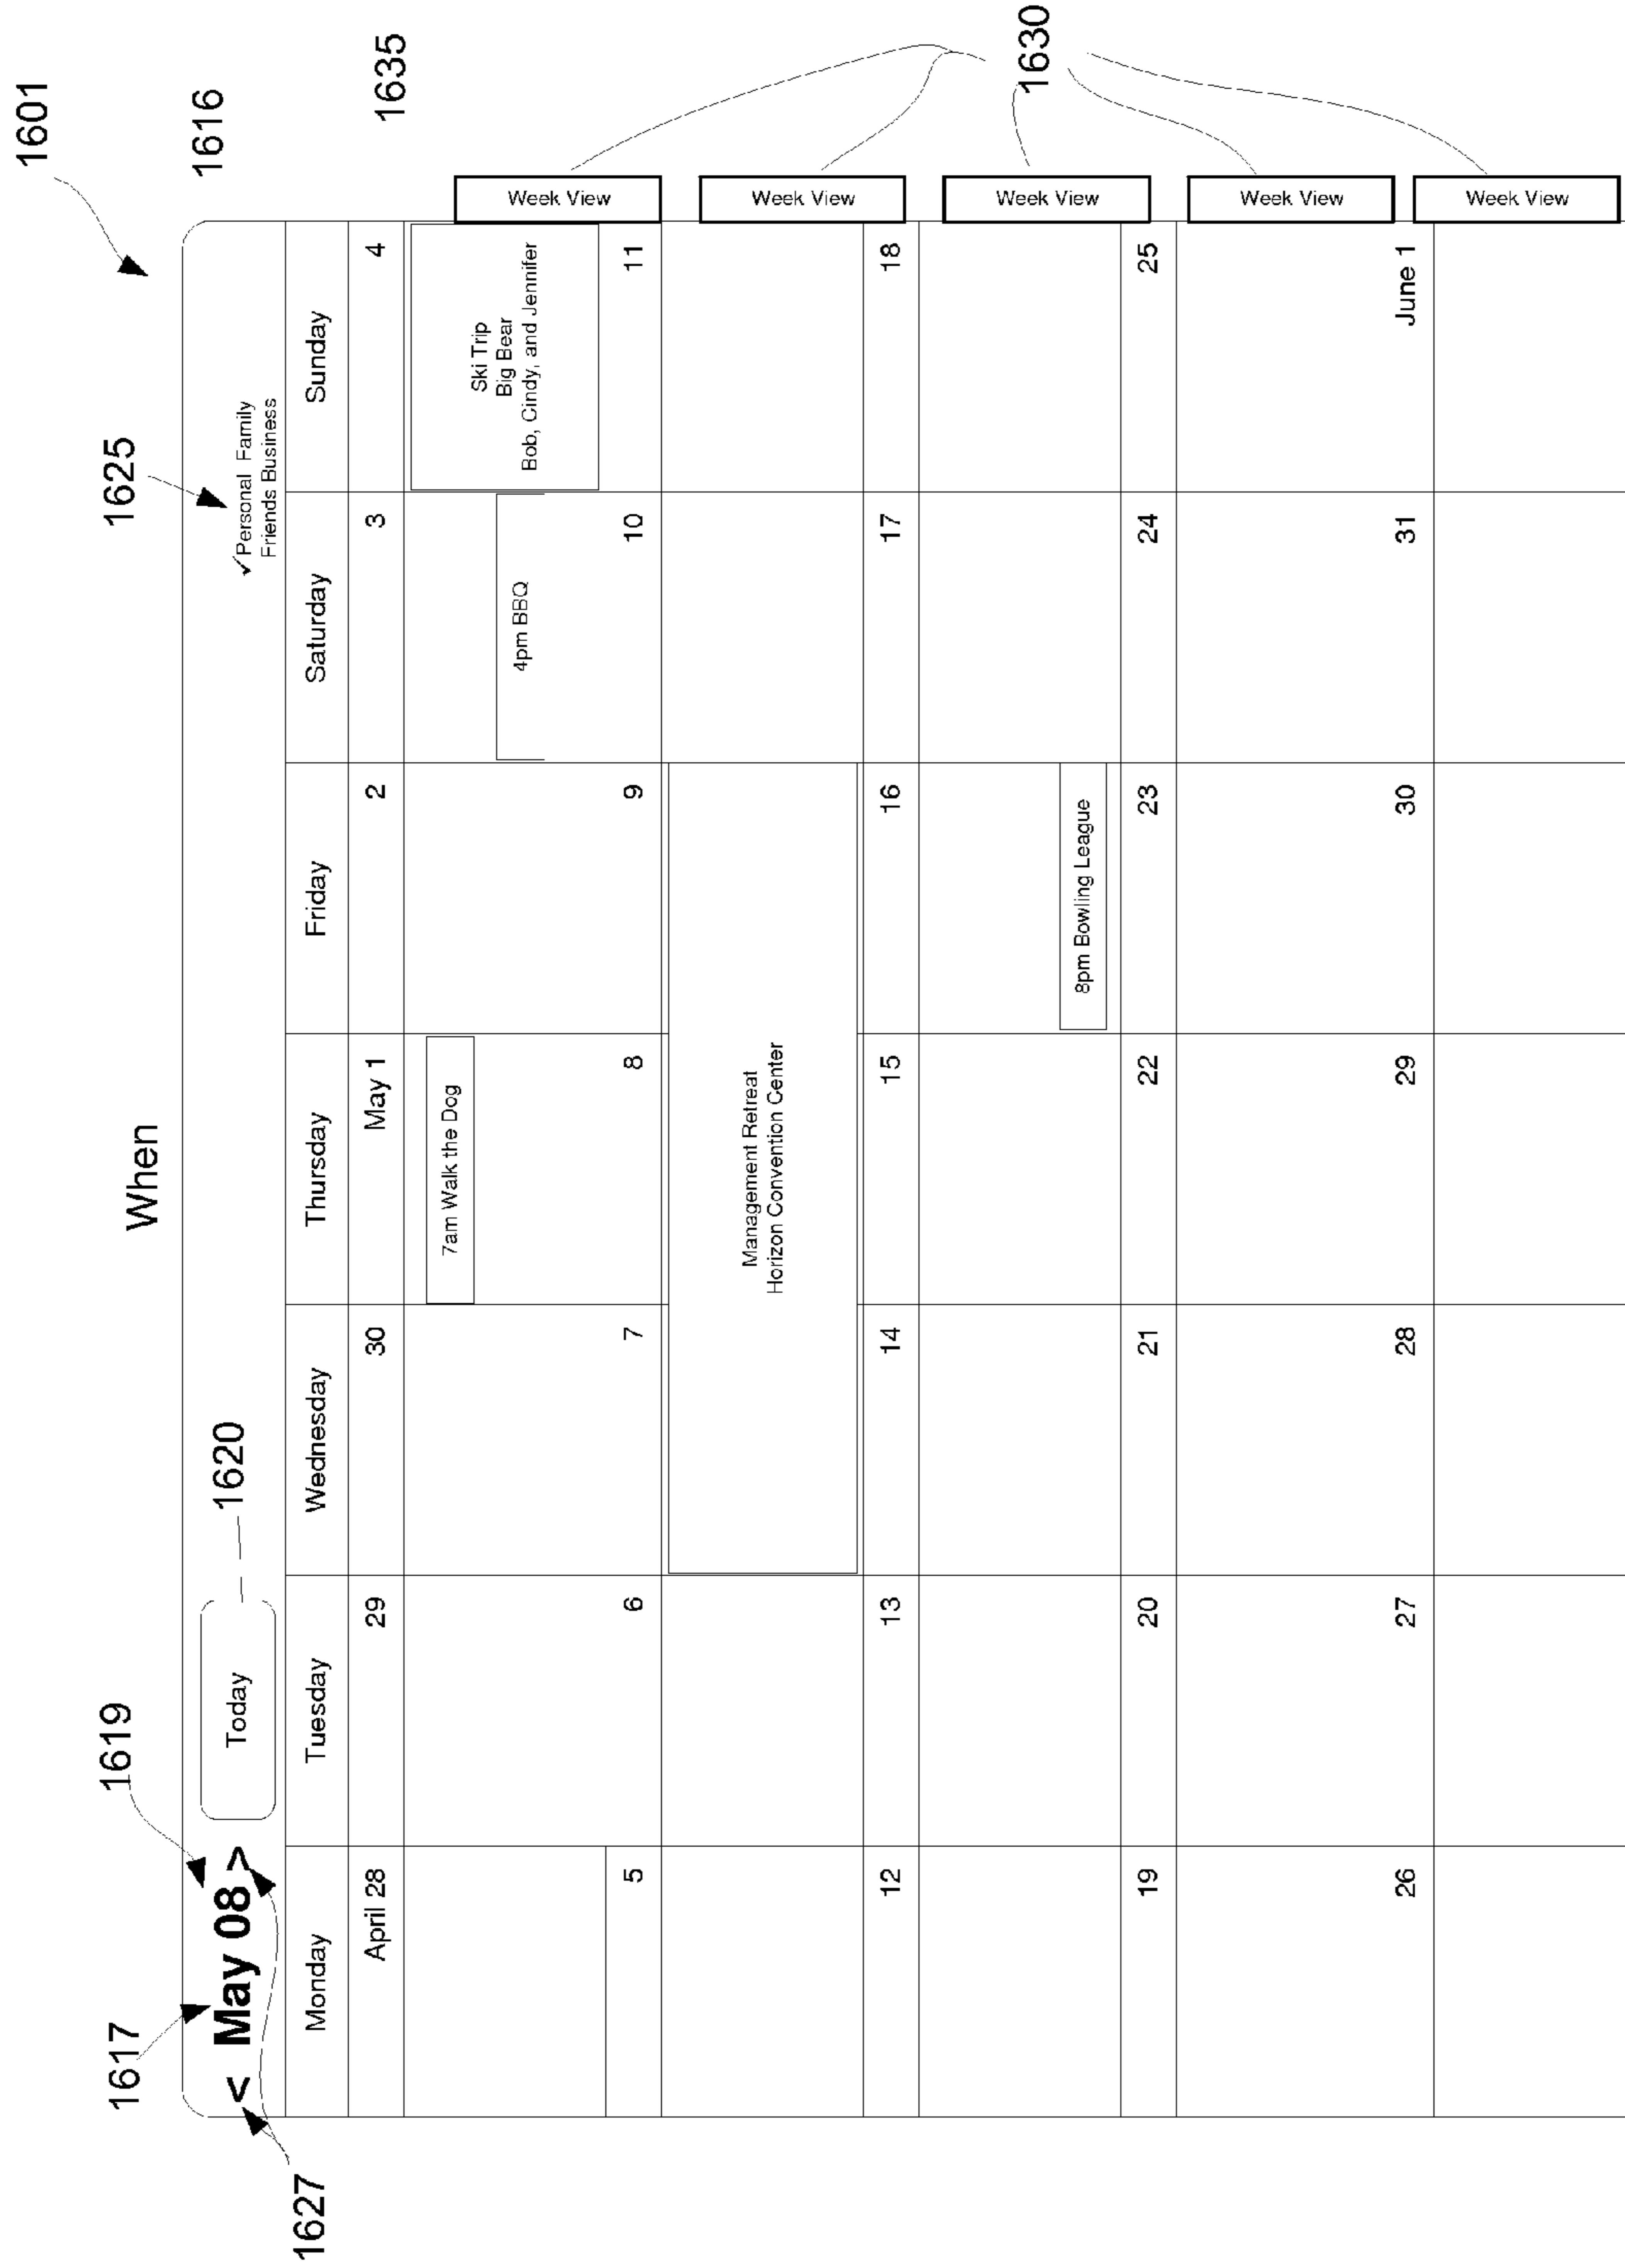 1601
1616
1635
When
1625
1617
1619
1620
1627
< May 08 >
Today
✓Personal Family
Friends Business
Monday Tuesday Wednesday Thursday Friday Saturday Sunday
April 28 29 30 May 1 2 3 4
7am Walk the Dog
4pm BBQ
Ski Trip
Big Bear
Bob, Cindy, and Jennifer
Week View
5 6 7 8 9 10 11
Management Retreat
Horizon Convention Center
Week View
12 13 14 15 16 17 18
8pm Bowling League
Week View
1630
19 20 21 22 23 24 25
Week View
26 27 28 29 30 31 June 1
Week View